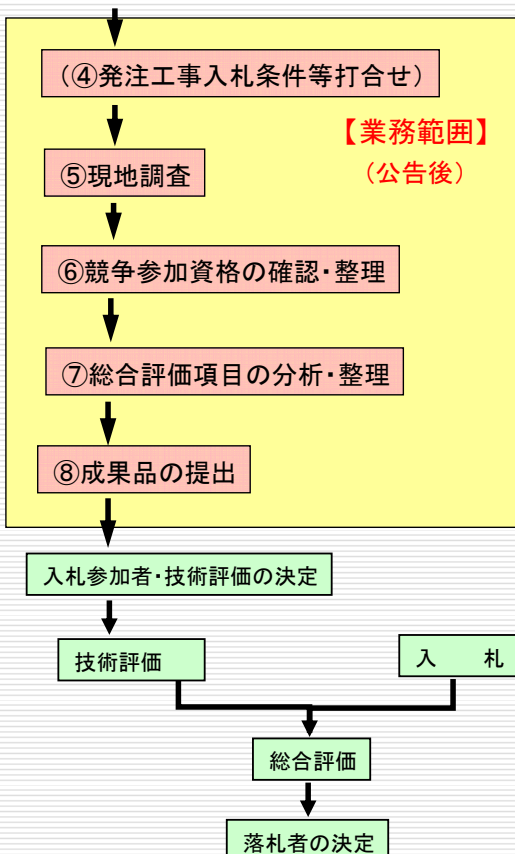 （④発注工事入札条件等打合せ）
【業務範囲】
（公告後）
⑤現地調査
⑥競争参加資格の確認・整理
⑦総合評価項目の分析・整理
⑧成果品の提出
入札参加者・技術評価の決定
技術評価
入　　札
総合評価
落札者の決定